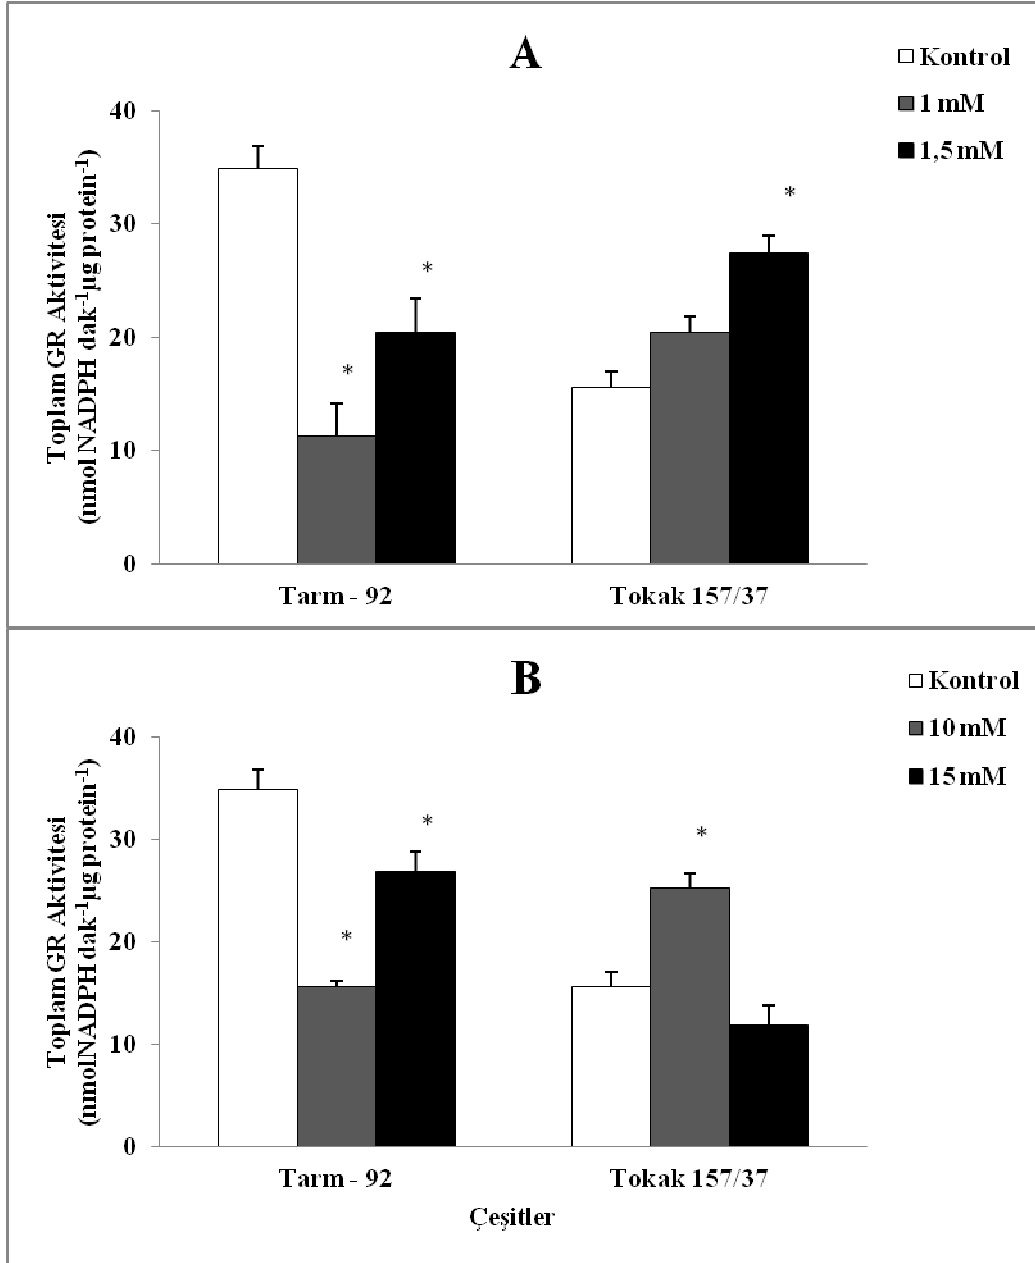 A
Kontrol
1 mM
1,5 mM
Toplam GR Aktivitesi
(nmol NADPH dak⁻¹µg protein⁻¹)
40
30
20
10
0
*
*
*
Tarm - 92
Tokak 157/37
B
Kontrol
10 mM
15 mM
Toplam GR Aktivitesi
(nmolNADPH dak⁻¹µg protein⁻¹)
40
30
20
10
0
*
*
*
Tarm - 92
Tokak 157/37
Çeşitler